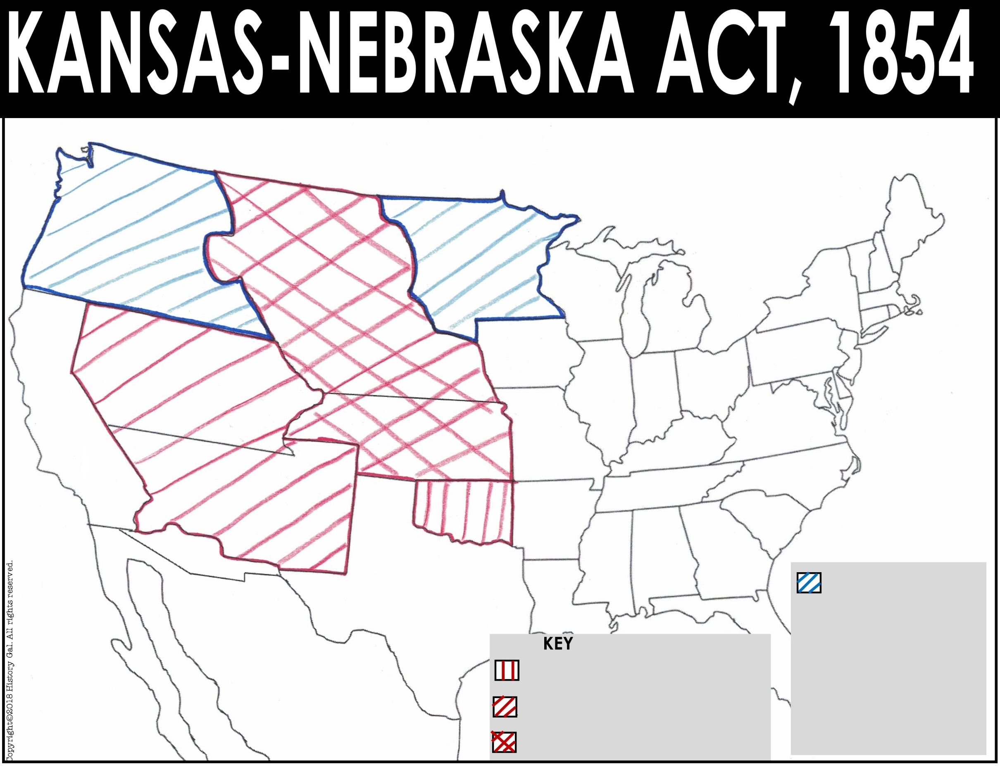 KANSAS-NEBRASKA ACT, 1854
Copyright©2018 History Gal. All rights reserved.
KEY